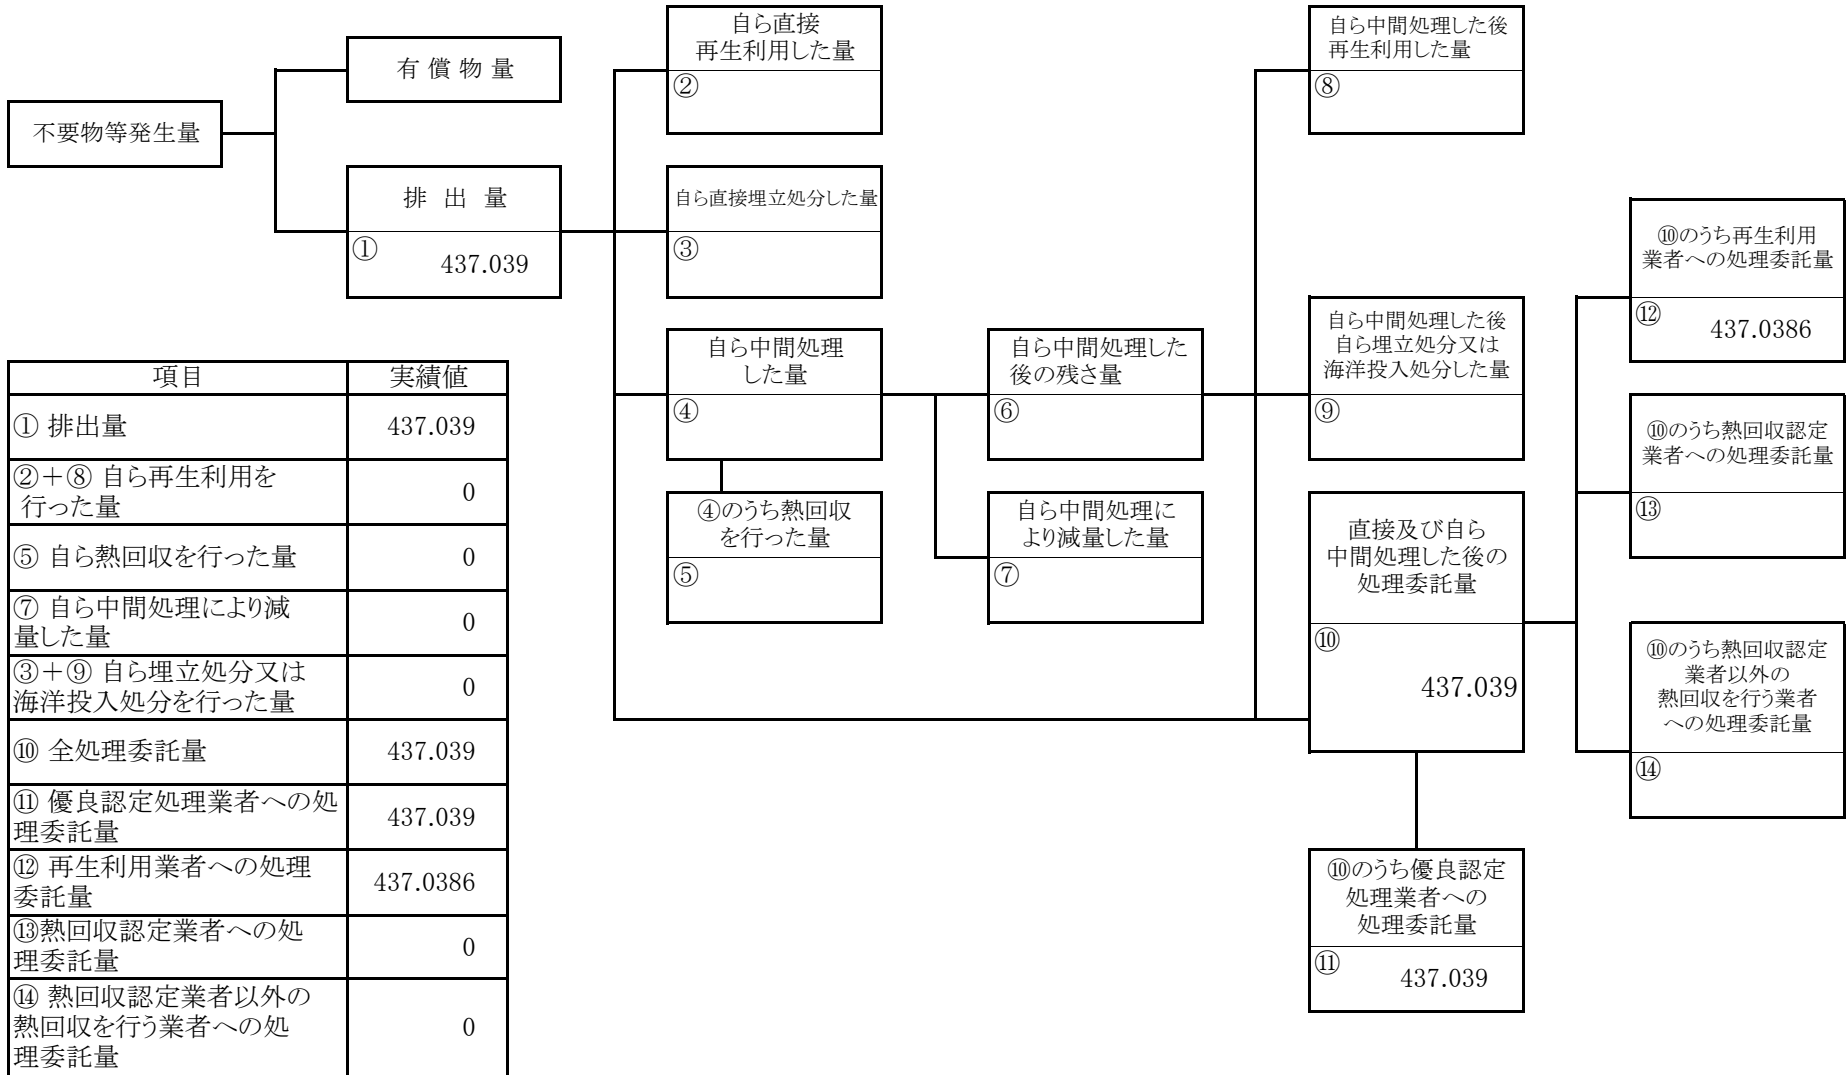 不要物等発生量
有 償 物 量
排 出 量
①
437.039
自ら直接
再生利用した量
②
自ら直接埋立処分した量
③
自ら中間処理
した量
④
④のうち熱回収
を行った量
⑤
自ら中間処理した
後の残さ量
⑥
自ら中間処理に
より減量した量
⑦
自ら中間処理した後
再生利用した量
⑧
自ら中間処理した後
自ら埋立処分又は
海洋投入処分した量
⑨
直接及び自ら
中間処理した後の
処理委託量
⑩
437.039
⑩のうち優良認定
処理業者への
処理委託量
⑪
437.039
⑩のうち再生利用
業者への処理委託量
⑫
437.0386
⑩のうち熱回収認定
業者への処理委託量
⑬
⑩のうち熱回収認定
業者以外の
熱回収を行う業者
への処理委託量
⑭
項目 実績値
① 排出量 437.039
②＋⑧ 自ら再生利用を
行った量 0
⑤ 自ら熱回収を行った量 0
⑦ 自ら中間処理により減
量した量 0
③＋⑨ 自ら埋立処分又は
海洋投入処分を行った量 0
⑩ 全処理委託量 437.039
⑪ 優良認定処理業者への処
理委託量 437.039
⑫ 再生利用業者への処理
委託量 437.0386
⑬熱回収認定業者への処
理委託量 0
⑭ 熱回収認定業者以外の
熱回収を行う業者への処
理委託量 0